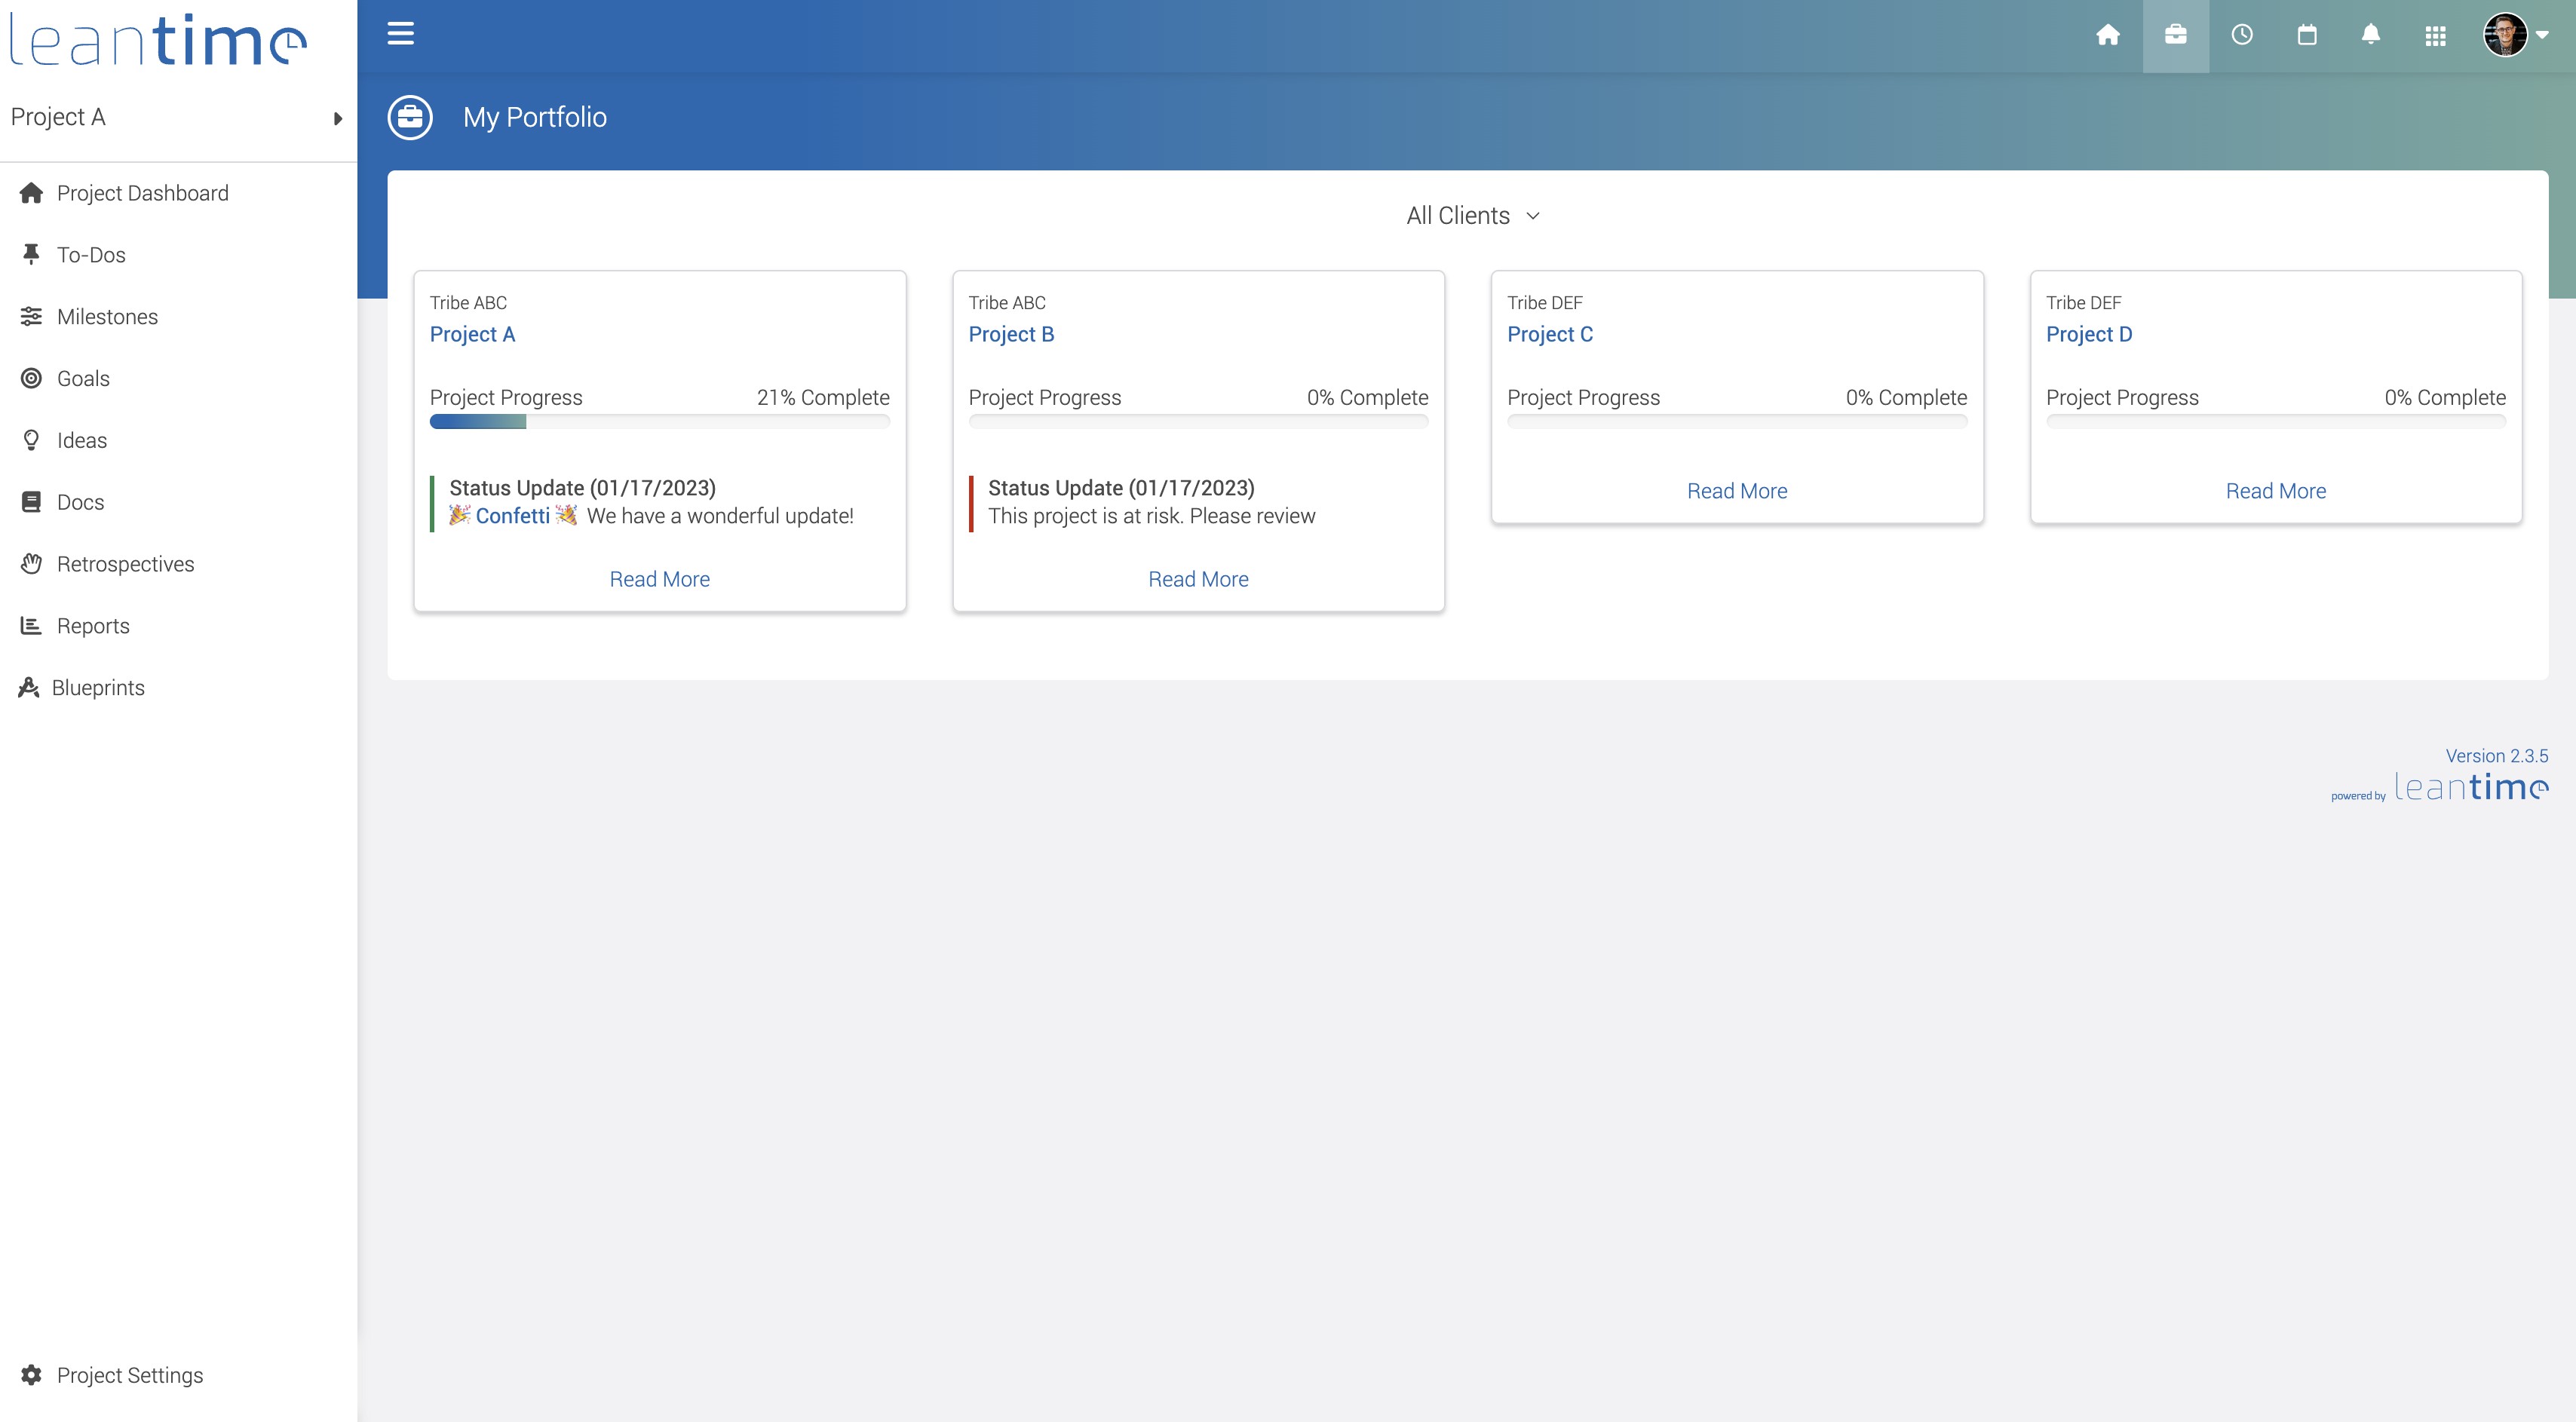 leantime
Project A
Project Dashboard
To-Dos
Milestones
Goals
Ideas
Docs
Retrospectives
Reports
Blueprints
Project Settings
My Portfolio
All Clients
Tribe ABC
Project A
Project Progress 21% Complete
Status Update (01/17/2023)
🎉 Confetti 🎉 We have a wonderful update!
Read More
Tribe ABC
Project B
Project Progress 0% Complete
Status Update (01/17/2023)
This project is at risk. Please review
Read More
Tribe DEF
Project C
Project Progress 0% Complete
Read More
Tribe DEF
Project D
Project Progress 0% Complete
Read More
Version 2.3.5
powered by leantime